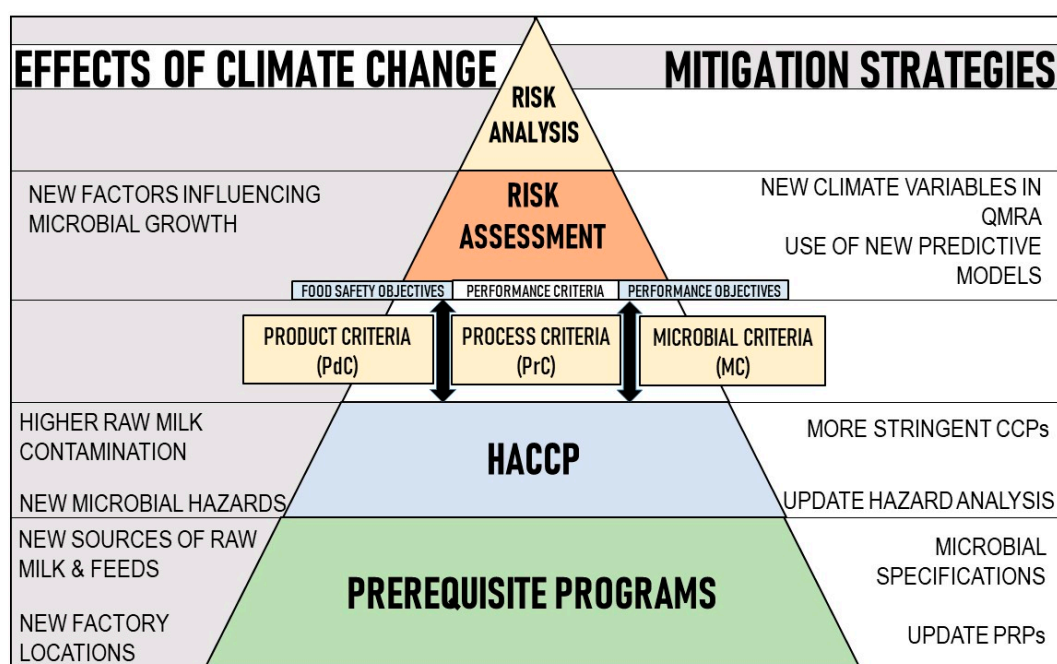 EFFECTS OF CLIMATE CHANGE
MITIGATION STRATEGIES
RISK
ANALYSIS
NEW FACTORS INFLUENCING
MICROBIAL GROWTH
RISK
ASSESSMENT
NEW CLIMATE VARIABLES IN
QMRA
USE OF NEW PREDICTIVE
MODELS
FOOD SAFETY OBJECTIVES
PERFORMANCE CRITERIA
PERFORMANCE OBJECTIVES
PRODUCT CRITERIA
(PdC)
PROCESS CRITERIA
(PrC)
MICROBIAL CRITERIA
(MC)
HIGHER RAW MILK
CONTAMINATION
NEW MICROBIAL HAZARDS
HACCP
MORE STRINGENT CCPs
UPDATE HAZARD ANALYSIS
NEW SOURCES OF RAW
MILK & FEEDS
NEW FACTORY
LOCATIONS
PREREQUISITE PROGRAMS
MICROBIAL
SPECIFICATIONS
UPDATE PRPs